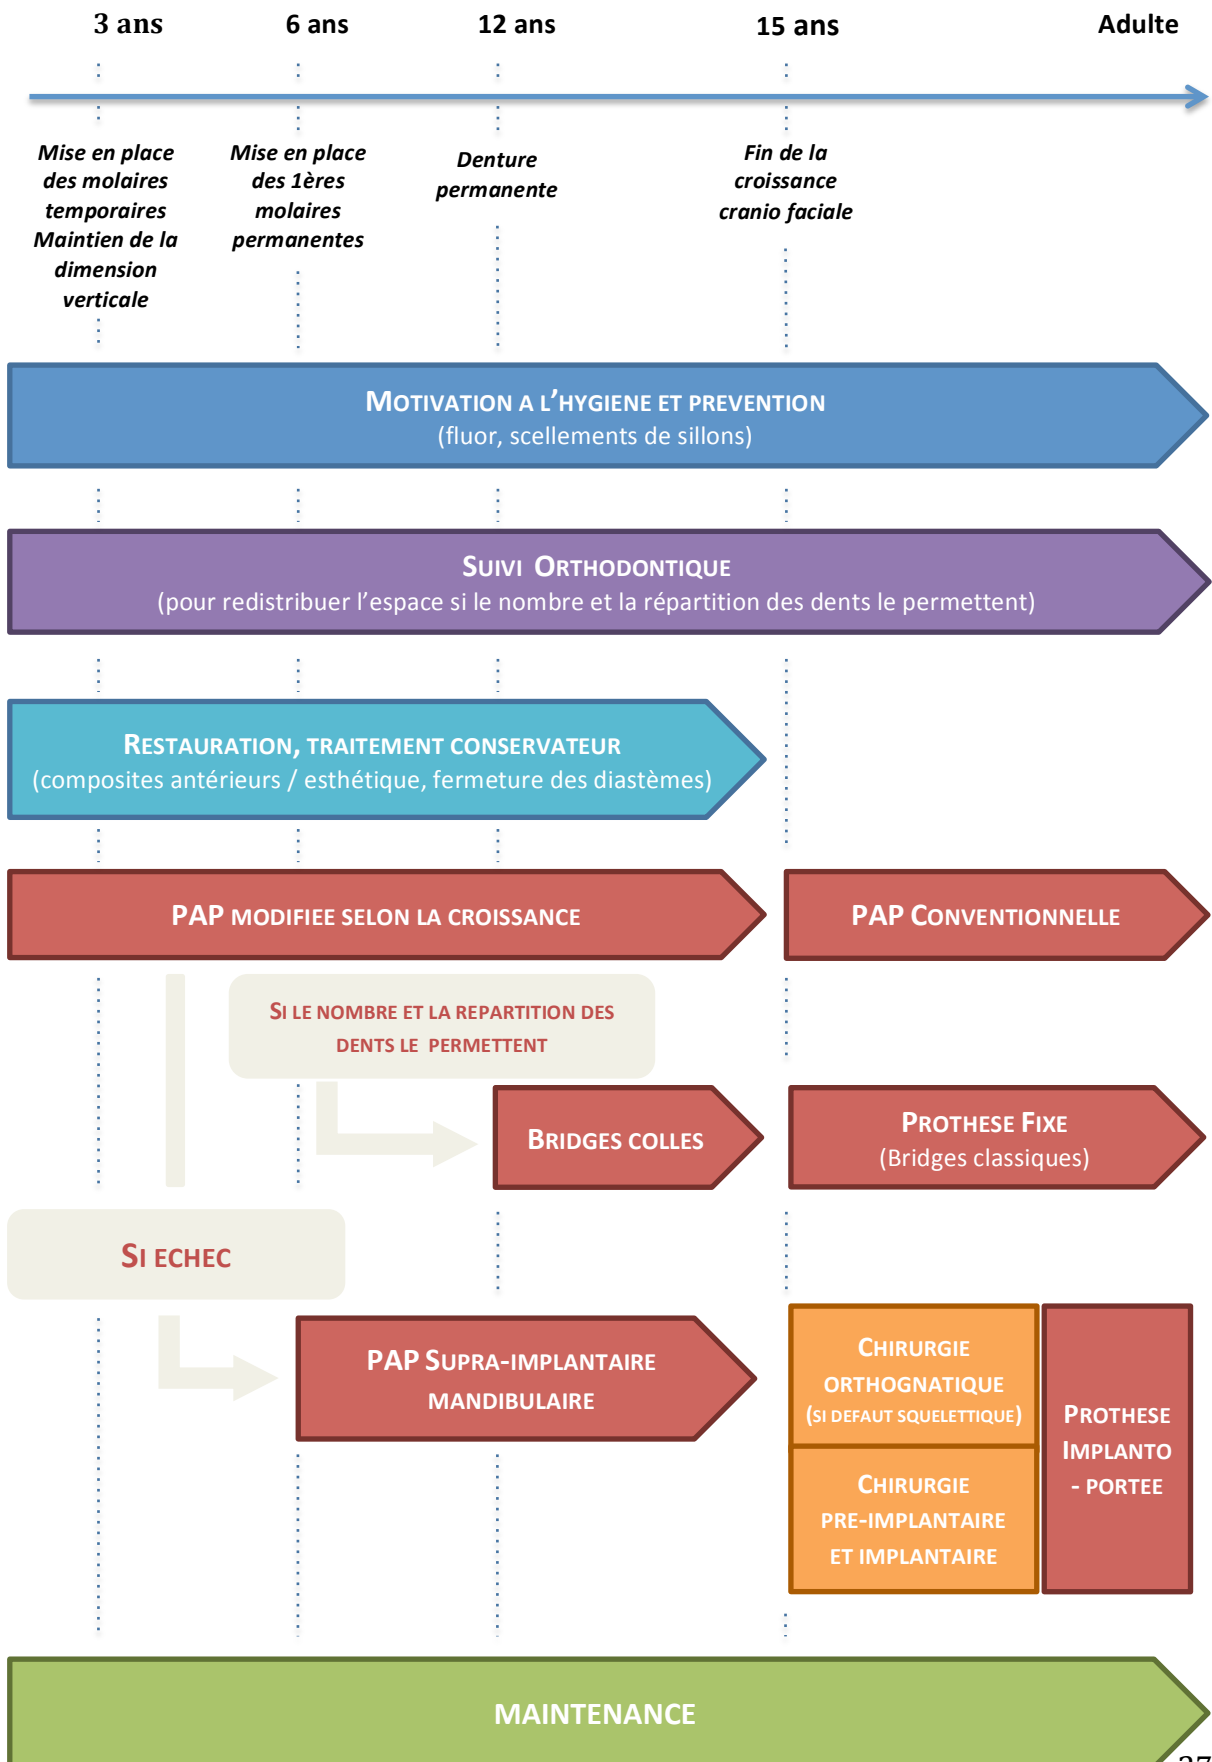 3 ans 6 ans 12 ans 15 ans Adulte
Mise en place
des molaires
temporaires
Maintien de la
dimension
verticale
Mise en place
des 1ères
molaires
permanentes
Denture
permanente
Fin de la
croissance
cranio faciale
MOTIVATION A L'HYGIENE ET PREVENTION
(fluor, scellements de sillons)
SUIVI ORTHODONTIQUE
(pour redistribuer l'espace si le nombre et la répartition des dents le permettent)
RESTAURATION, TRAITEMENT CONSERVATEUR
(composites antérieurs / esthétique, fermeture des diastèmes)
PAP MODIFIEE SELON LA CROISSANCE
PAP CONVENTIONNELLE
SI LE NOMBRE ET LA REPARTITION DES
DENTS LE PERMETTENT
BRIDGES COLLES
PROTHESE FIXE
(Bridges classiques)
SI ECHEC
PAP SUPRA-IMPLANTAIRE
MANDIBULAIRE
CHIRURGIE
ORTHOGNATIQUE
(SI DEFAUT SQUELETTIQUE)
CHIRURGIE
PRE-IMPLANTAIRE
ET IMPLANTAIRE
PROTHESE
IMPLANTO
- PORTEE
MAINTENANCE